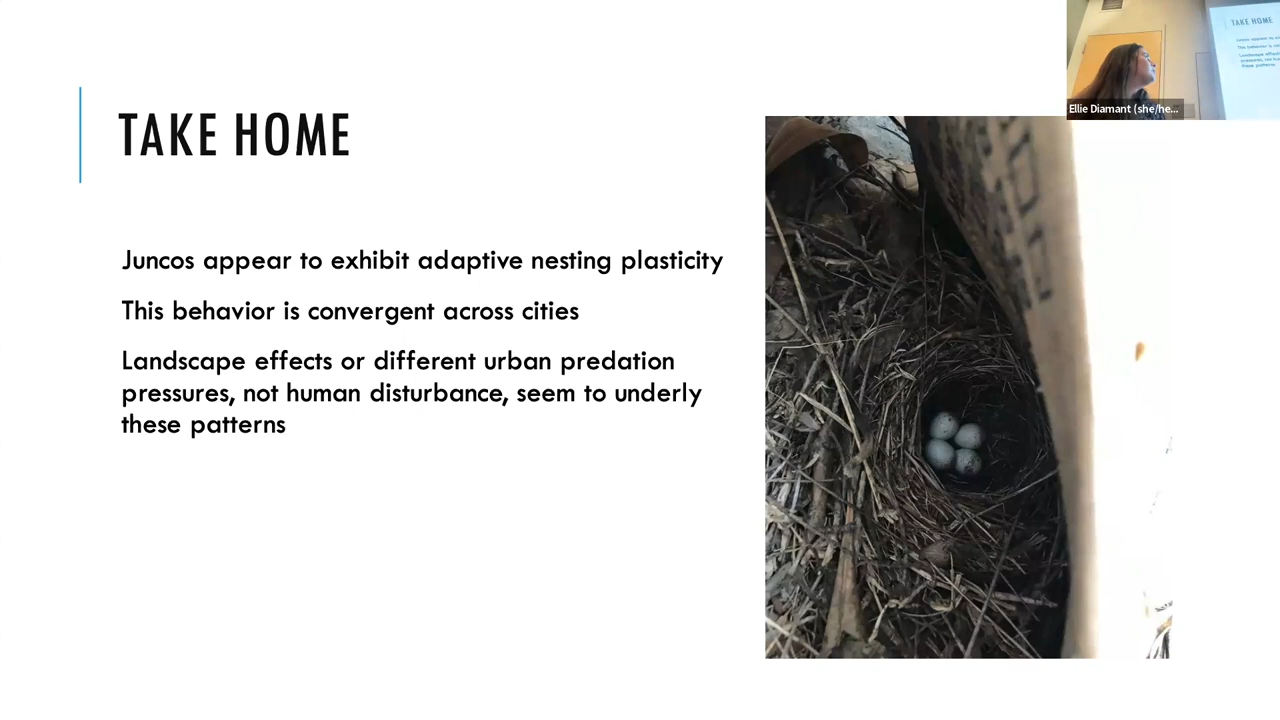 TAKE HOME
Juncos appear to exhibit adaptive nesting plasticity
This behavior is convergent across cities
Landscape effects or different urban predation
pressures, not human disturbance, seem to underly
these patterns
TAKE HOME
Ellie Diamant (she/he...